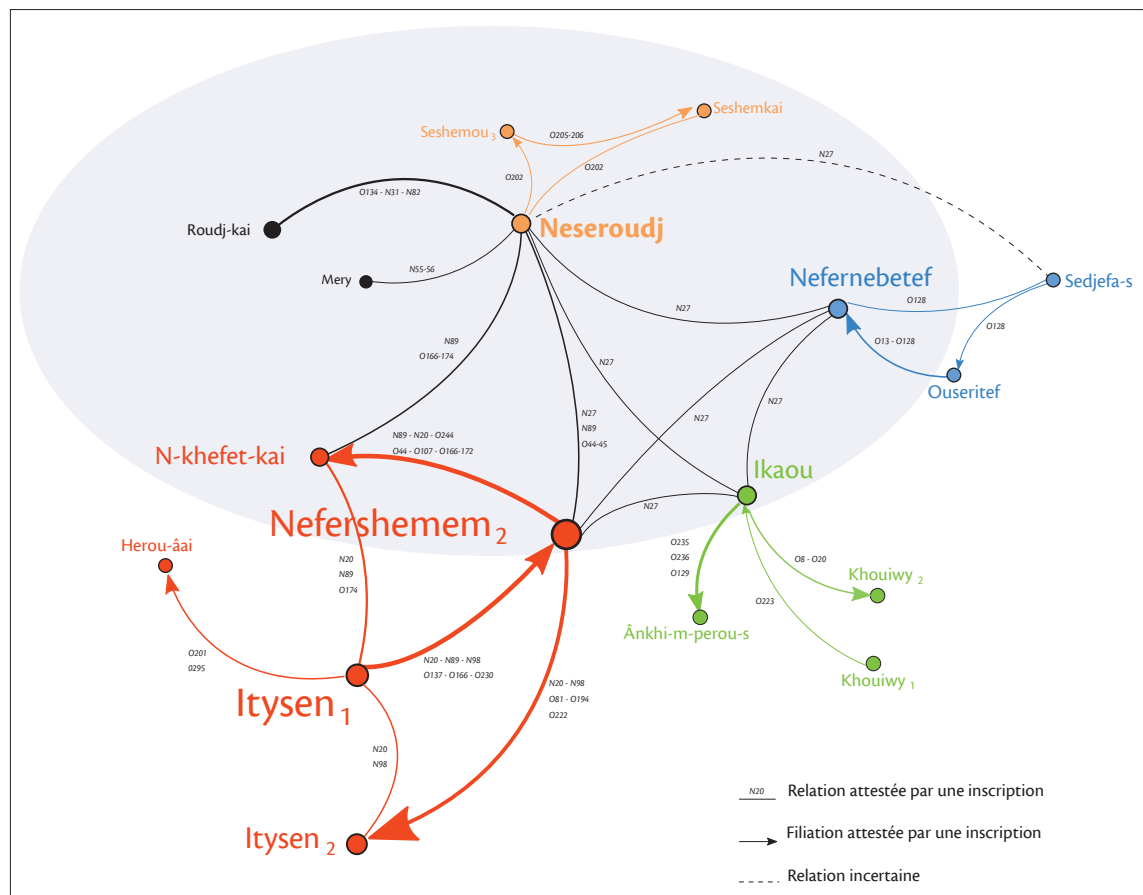 Seshemkai
Seshemou 3
O205-206
N27
O202
O202
O134 - N31 - N82
Neseroudj
Roudj-kai
Nefernebetef
N55-56
Mery
Sedjefa-s
O128
N27
O128
O13 - O128
N89
O166-174
N27
Ouseritef
N27
N27
N27
N89
O44-45
N89 - N20 - O244
O44 - O107 - O166-172
N-khefet-kai
Ikaou
N27
Nefershemem 2
Herou-âai
O235
O236
O129
N20
N89
O174
O8 - O20
Khouiwy 2
O223
Ânkhi-m-perou-s
O201
0295
N20 - N89 - N98
O137 - O166 - O230
Khouiwy 1
N20 - N98
O81 - O194
O222
Itysen 1
N20
N98
Itysen 2
N20 Relation attestée par une inscription
Filiation attestée par une inscription
Relation incertaine